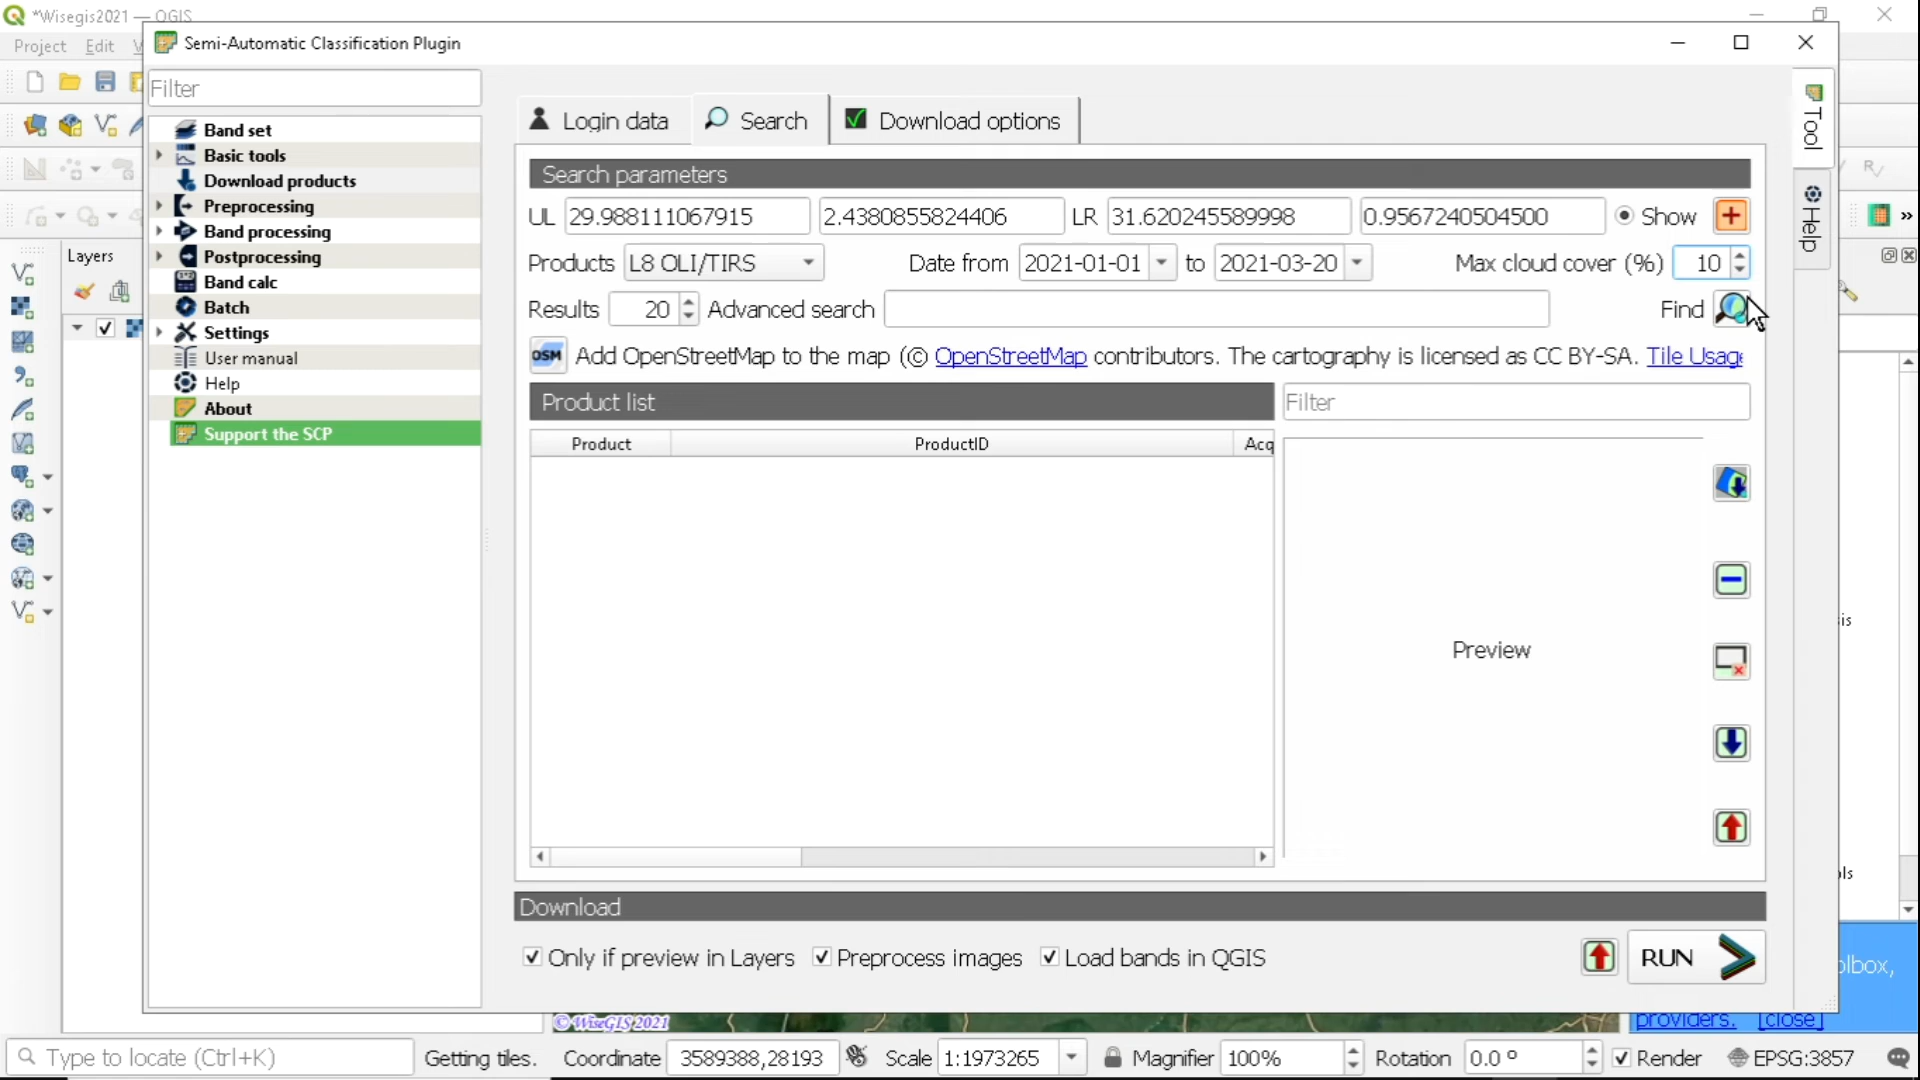 *Wisegis2021 — QGIS
Project Edit V
Semi-Automatic Classification Plugin
Filter
Band set
Basic tools
Download products
Preprocessing
Band processing
Postprocessing
Band calc
Batch
Settings
User manual
Help
About
Support the SCP
Layers
Login data
Search
Download options
Tool
Help
Search parameters
UL 29.988111067915 2.4380855824406 LR 31.620245589998 0.9567240504500 Show
Products L8 OLI/TIRS Date from 2021-01-01 to 2021-03-20 Max cloud cover (%) 10
Results 20 Advanced search Find
OSM Add OpenStreetMap to the map (© OpenStreetMap contributors. The cartography is licensed as CC BY-SA. Tile Usage
Product list
Filter
Product ProductID Acq
Preview
Download
Only if preview in Layers Preprocess images Load bands in QGIS
RUN
is
ls
olbox,
providers. [close]
© WiseGIS 2021
Type to locate (Ctrl+K) Getting tiles. Coordinate 3589388,28193 Scale 1:1973265 Magnifier 100% Rotation 0.0 ° Render EPSG:3857